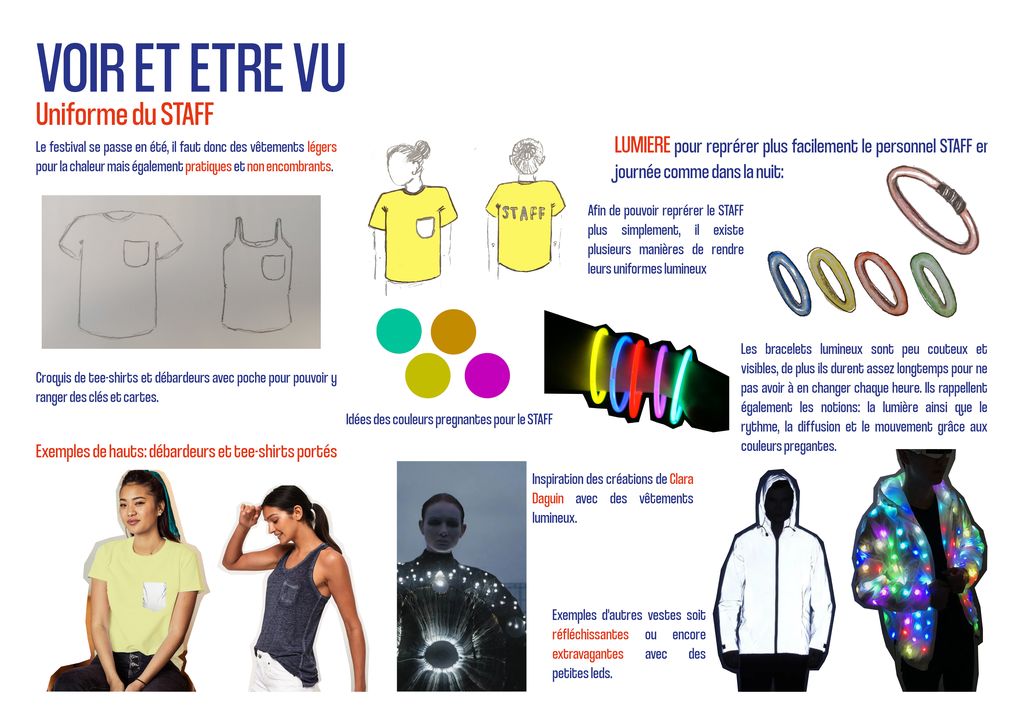 VOIR ET ETRE VU
Uniforme du STAFF
Le festival se passe en été, il faut donc des vêtements légers
pour la chaleur mais également pratiques et non encombrants.
Croquis de tee-shirts et débardeurs avec poche pour pouvoir y
ranger des clés et cartes.
Exemples de hauts: débardeurs et tee-shirts portés
STAFF
Idées des couleurs pregnantes pour le STAFF
LUMIERE pour reprérer plus facilement le personnel STAFF en
journée comme dans la nuit:
Afin de pouvoir reprérer le STAFF
plus simplement, il existe
plusieurs manières de rendre
leurs uniformes lumineux
Les bracelets lumineux sont peu couteux et
visibles, de plus ils durent assez longtemps pour ne
pas avoir à en changer chaque heure. Ils rappellent
également les notions: la lumière ainsi que le
rythme, la diffusion et le mouvement grâce aux
couleurs pregantes.
Inspiration des créations de Clara
Daguin avec des vêtements
lumineux.
Exemples d'autres vestes soit
réfléchissantes ou encore
extravagantes avec des
petites leds.